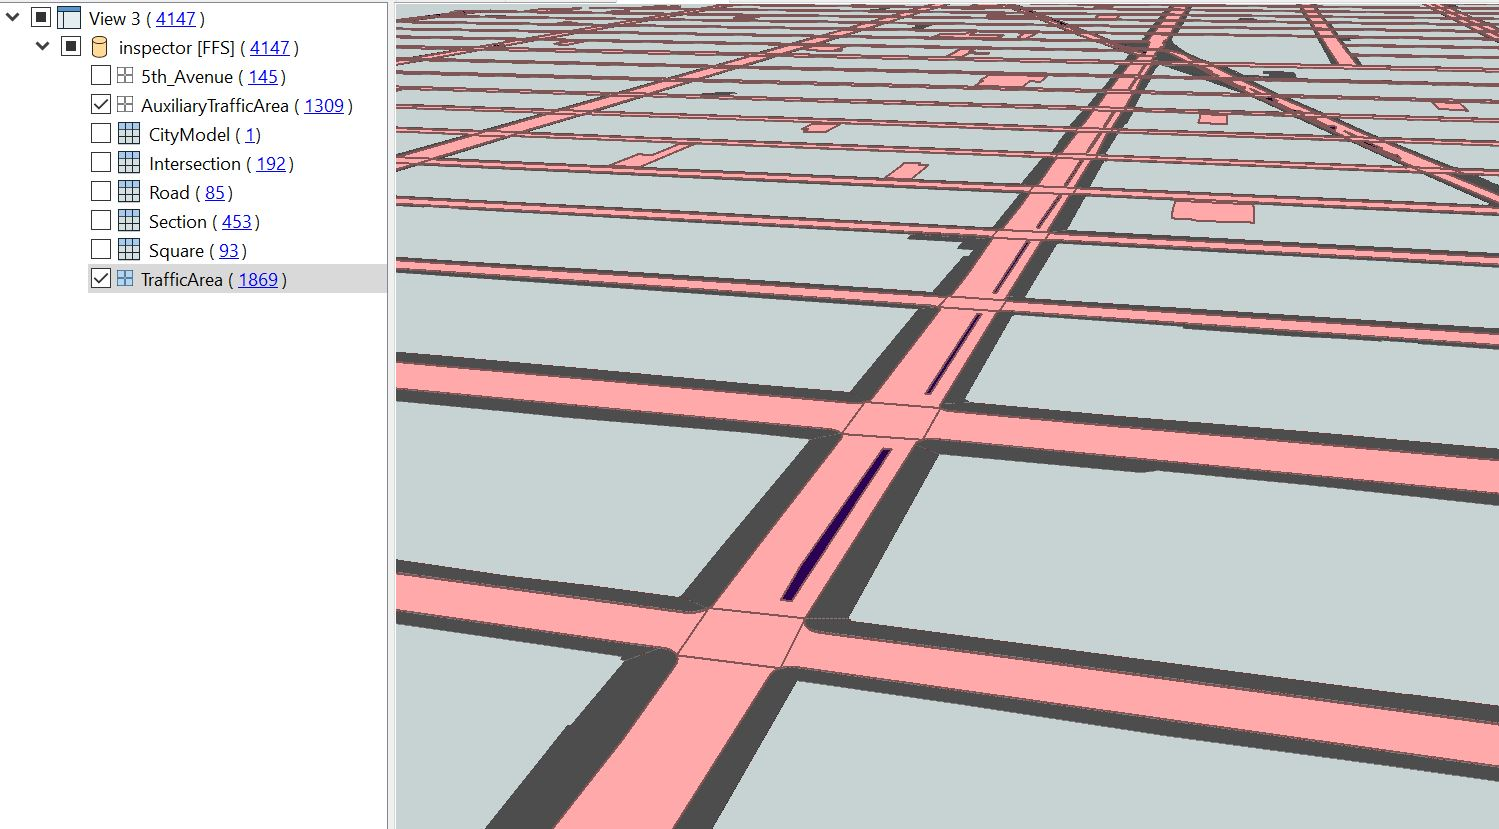 View 3 ( 4147 )
inspector [FFS] ( 4147 )
5th_Avenue ( 145 )
AuxiliaryTrafficArea ( 1309 )
CityModel ( 1)
Intersection ( 192 )
Road ( 85 )
Section ( 453 )
Square ( 93 )
TrafficArea ( 1869 )